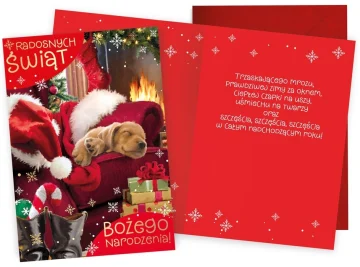 RADOSNYCH
ŚWIĄT
BOŻEGO
NARODZENIA!
Trzaskającego mrozu,
prawdziwej zimy za oknem,
ciepłej czapki na uszy,
uśmiechu na twarzy
oraz
szczęścia, szczęścia, szczęścia
w całym nadchodzącym roku!